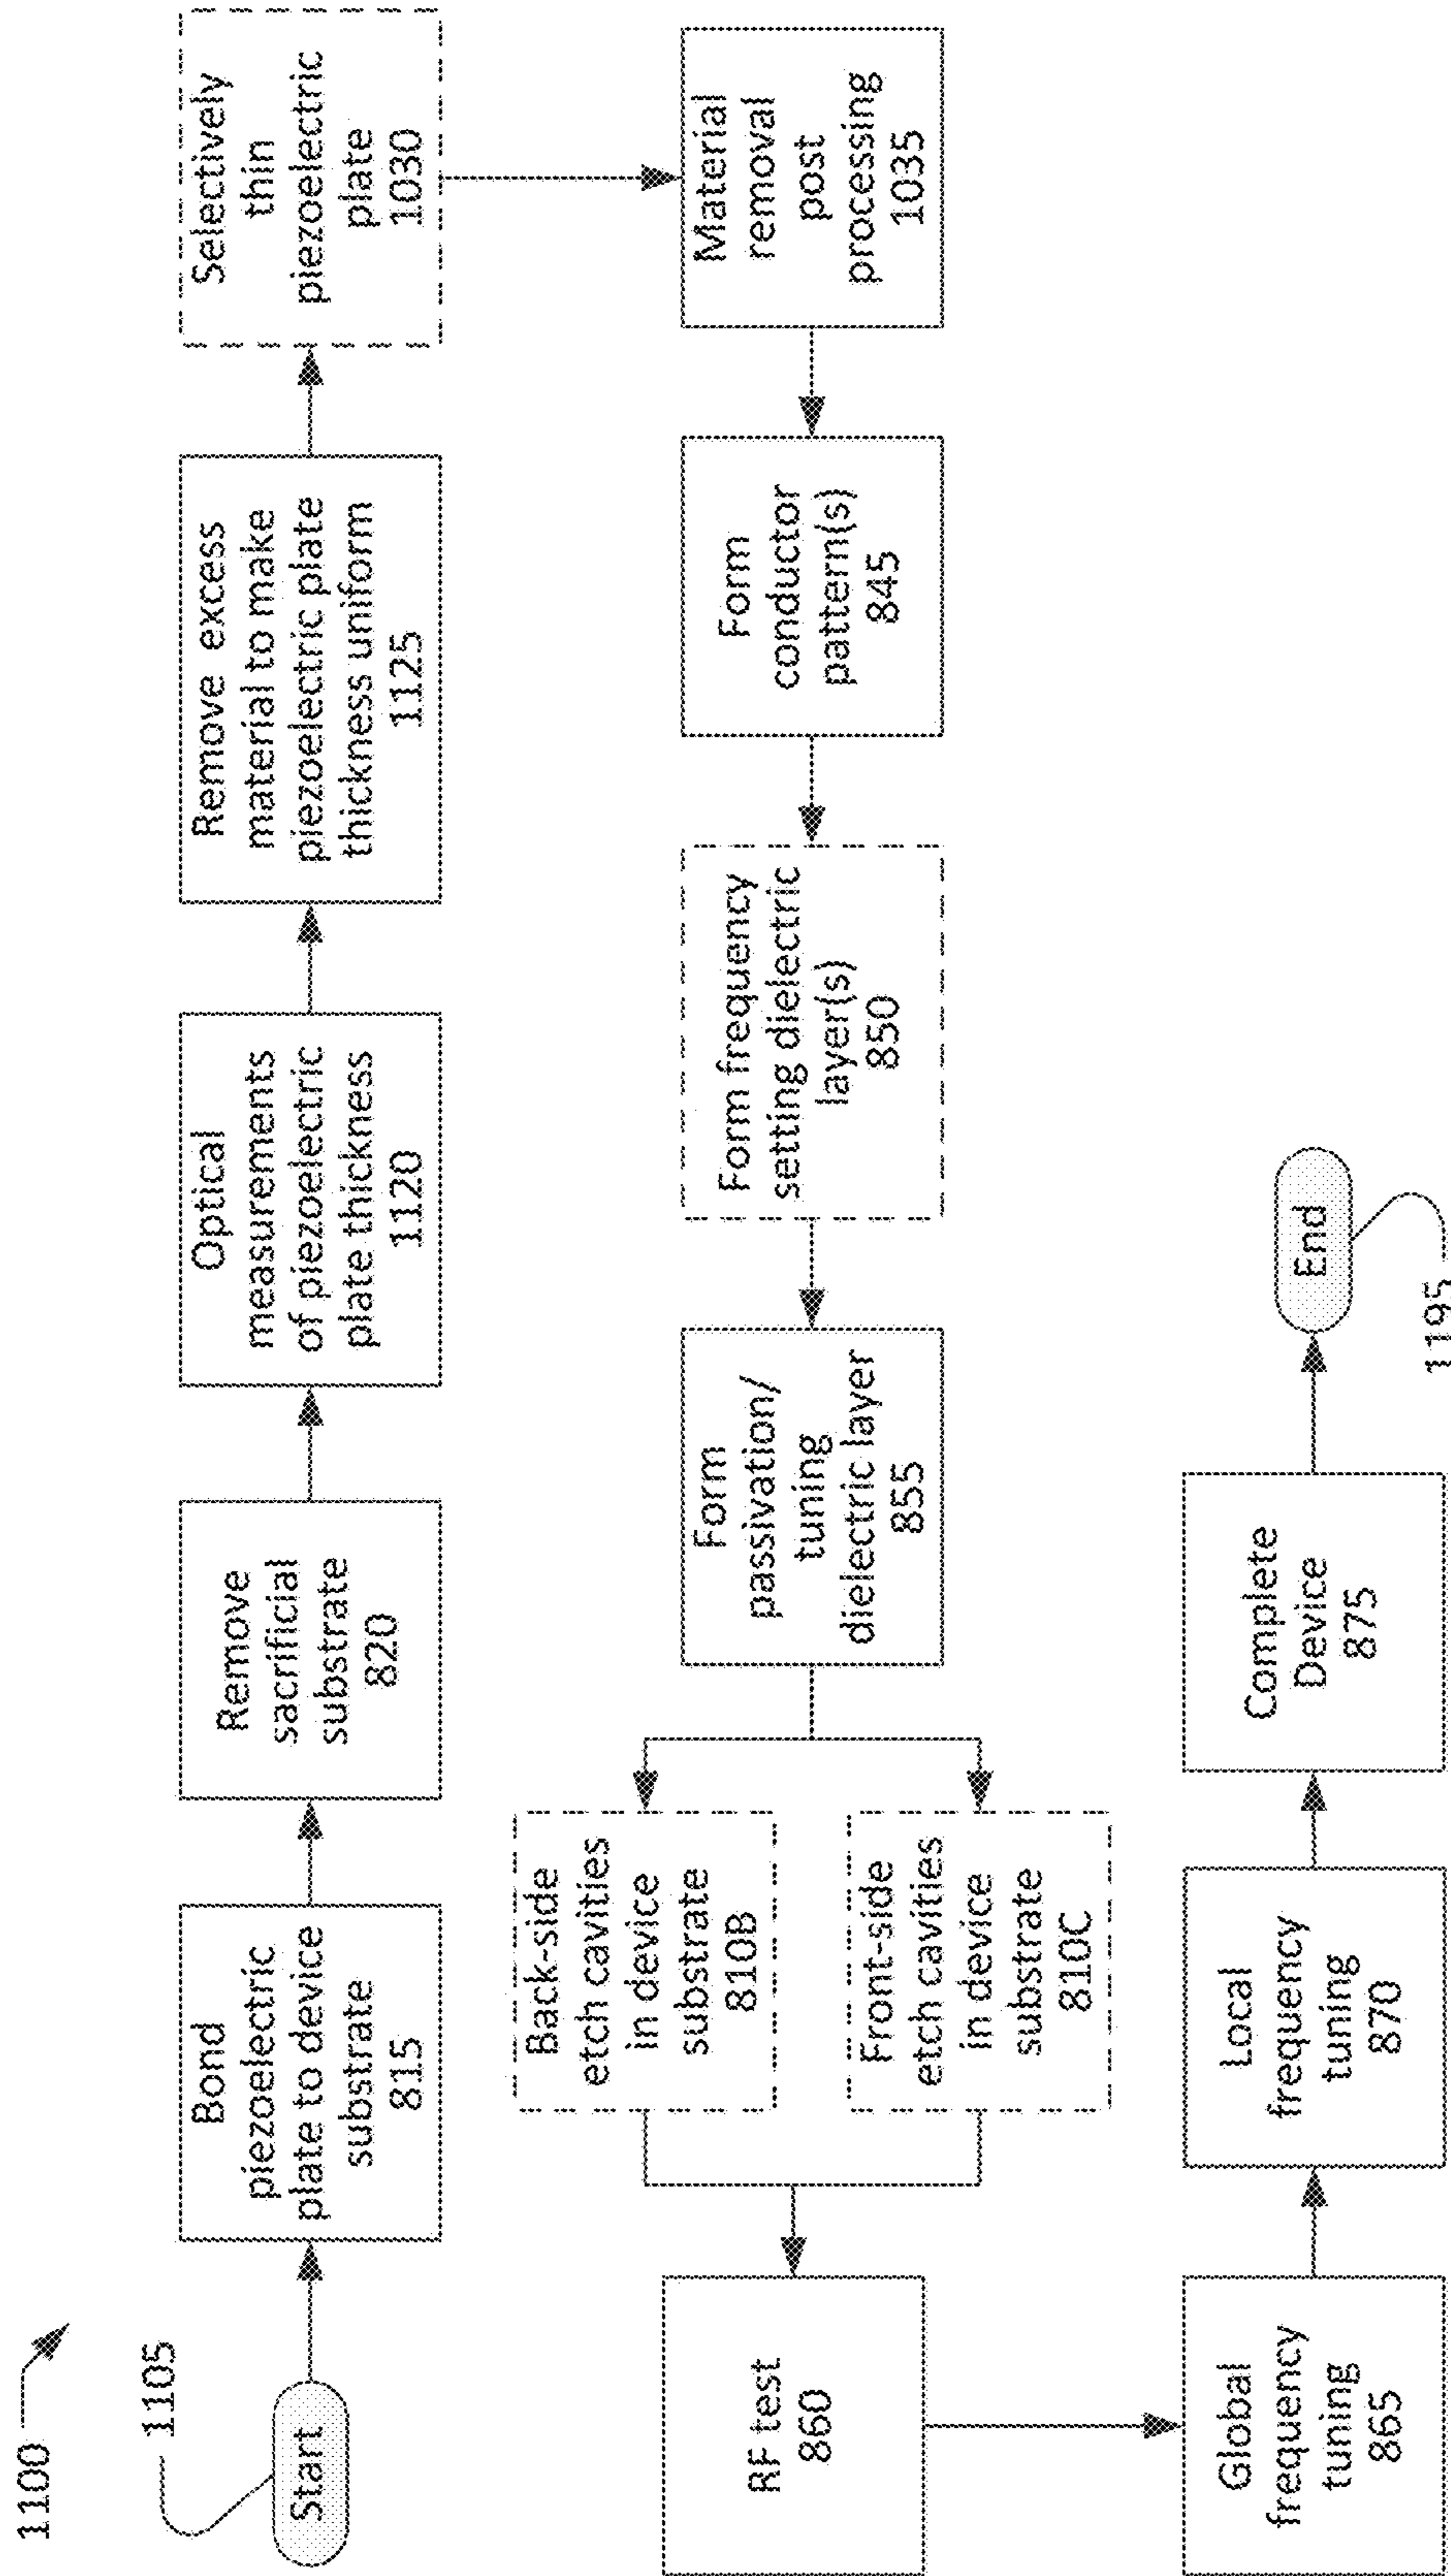 1100
1105
Start
Bond
piezoelectric
plate to device
substrate
815
Remove
sacrificial
substrate
820
Optical
measurements
of piezoelectric
plate thickness
1120
Remove excess
material to make
piezoelectric plate
thickness uniform
1125
Selectively
thin
piezoelectric
plate
1030
Material
removal
post
processing
1035
Form
conductor
pattern(s)
845
Form frequency
setting dielectric
layer(s)
850
Form
passivation/
tuning
dielectric layer
855
Back-side
etch cavities
in device
substrate
810B
Front-side
etch cavities
in device
substrate
810C
RF test
860
Global
frequency
tuning
865
Local
frequency
tuning
870
Complete
Device
875
End
1195